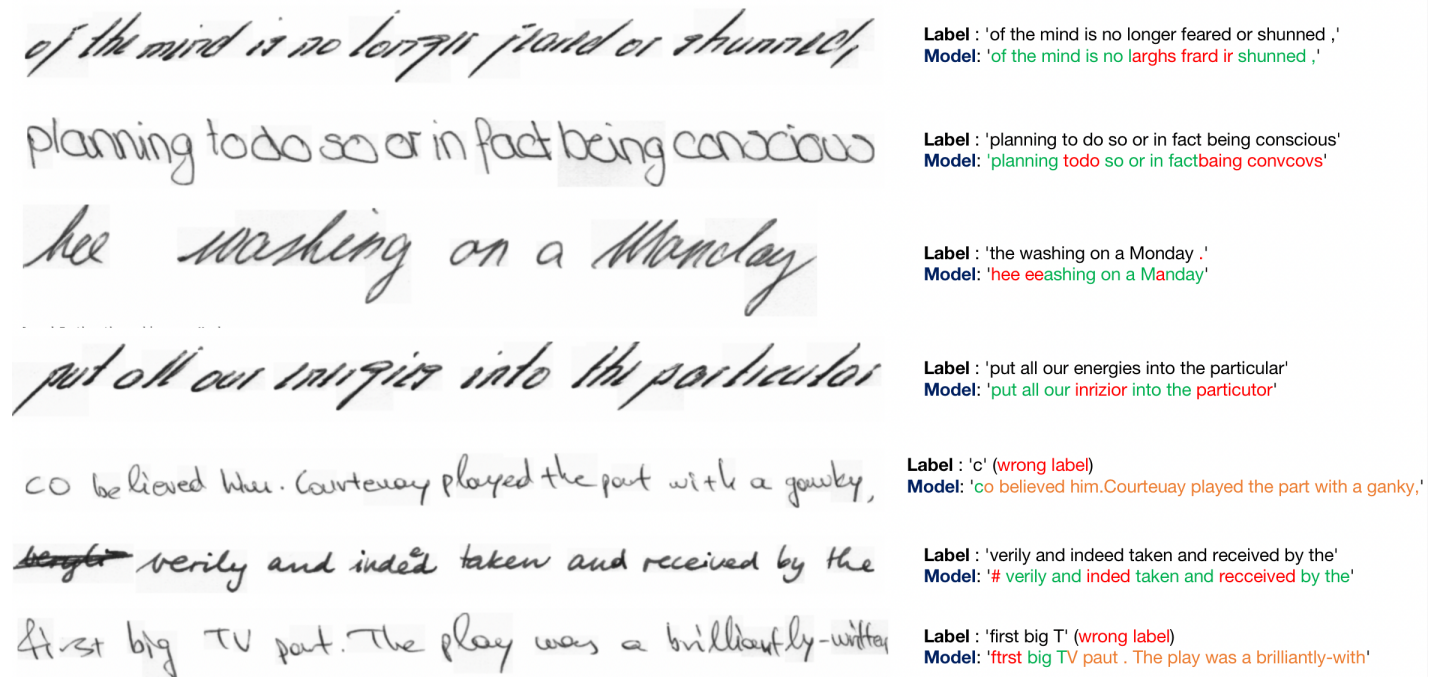 of the mind is no longer feared or shunned,
Label : 'of the mind is no longer feared or shunned ,'
Model: 'of the mind is no larghs frard ir shunned ,'
planning todo so or in fact being conscious
Label : 'planning to do so or in fact being conscious'
Model: 'planning todo so or in factbaing convcovs'
hee washing on a Monday
Label : 'the washing on a Monday .'
Model: 'hee eeashing on a Manday'
put all our energies into the particular
Label : 'put all our energies into the particular'
Model: 'put all our inrizior into the particutor'
co believed him. Courtenay played the part with a gawky,
Label : 'c' (wrong label)
Model: 'co believed him.Courteuay played the part with a ganky,'
verily and indeed taken and received by the
Label : 'verily and indeed taken and received by the'
Model: '# verily and inded taken and recceived by the'
first big TV part. The play was a brilliantly-written
Label : 'first big T' (wrong label)
Model: 'ftrst big TV paut . The play was a brilliantly-with'